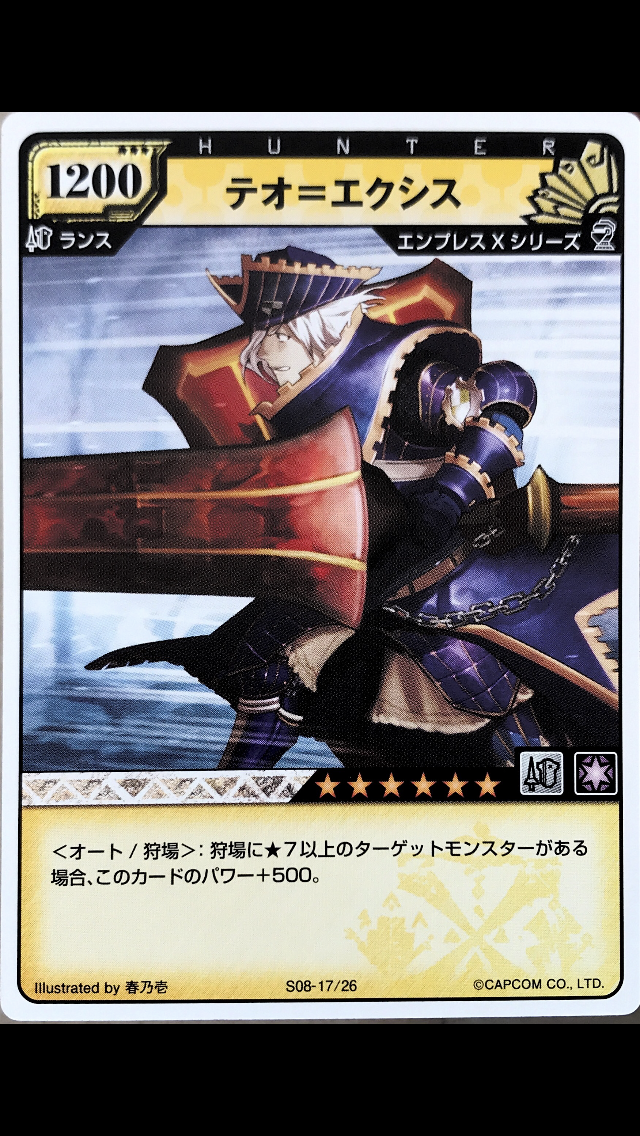 HUNTER
1200
テオ=エクシス
ランス
エンプレスXシリーズ
<オート / 狩場>: 狩場に★7以上のターゲットモンスターがある
場合、このカードのパワー+500。
Illustrated by 春乃壱
S08-17/26
©CAPCOM CO., LTD.